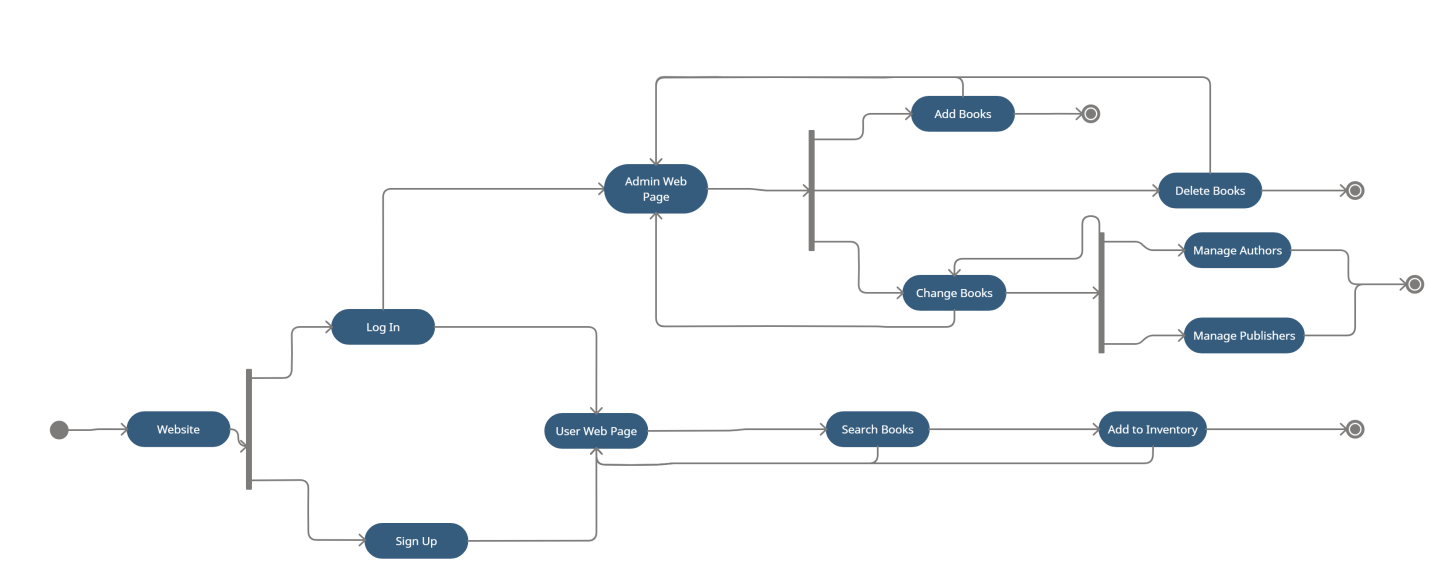 Add Books
Admin Web
Page
Delete Books
Manage Authors
Change Books
Log In
Manage Publishers
Website
User Web Page
Search Books
Add to Inventory
Sign Up